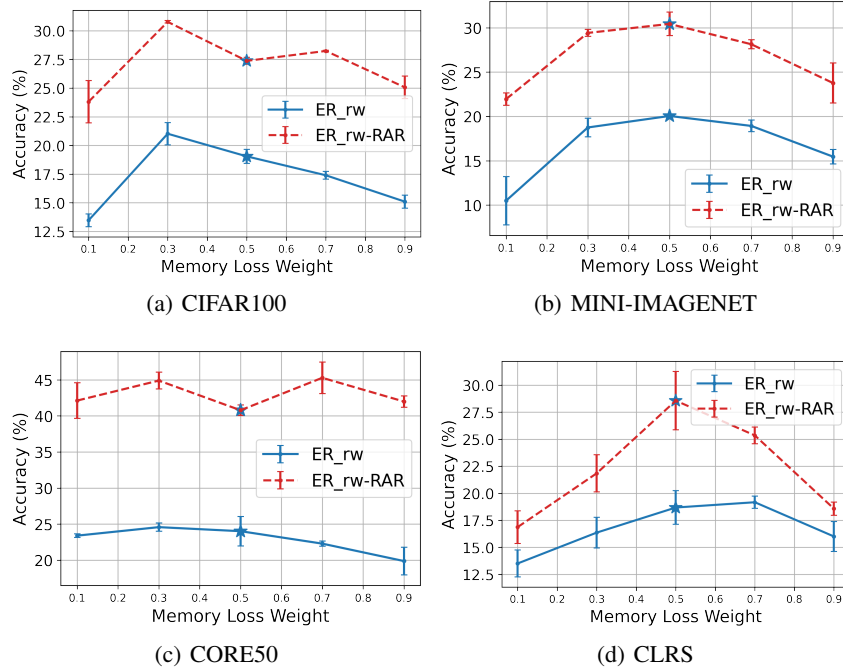 30.0
27.5
25.0
22.5
20.0
17.5
15.0
12.5
Accuracy (%)
ER_rw
ER_rw-RAR
0.1 0.2 0.3 0.4 0.5 0.6 0.7 0.8 0.9
Memory Loss Weight
(a) CIFAR100
30
25
20
15
10
Accuracy (%)
ER_rw
ER_rw-RAR
0.1 0.2 0.3 0.4 0.5 0.6 0.7 0.8 0.9
Memory Loss Weight
(b) MINI-IMAGENET
45
40
35
30
25
20
Accuracy (%)
ER_rw
ER_rw-RAR
0.1 0.2 0.3 0.4 0.5 0.6 0.7 0.8 0.9
Memory Loss Weight
(c) CORE50
30.0
27.5
25.0
22.5
20.0
17.5
15.0
12.5
Accuracy (%)
ER_rw
ER_rw-RAR
0.1 0.2 0.3 0.4 0.5 0.6 0.7 0.8 0.9
Memory Loss Weight
(d) CLRS